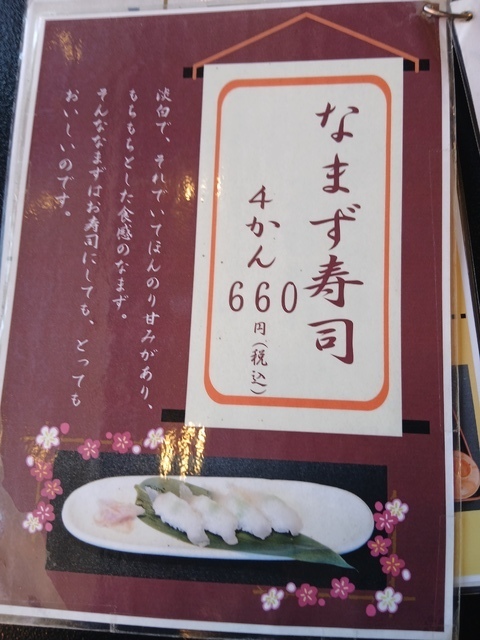 なまず寿司
4かん
660
円(税込)
淡白で、それでいてほんのり甘みがあり、
もちもちとした食感のなまず。
そんななまずはお寿司にしても、とっても
おいしいのです。